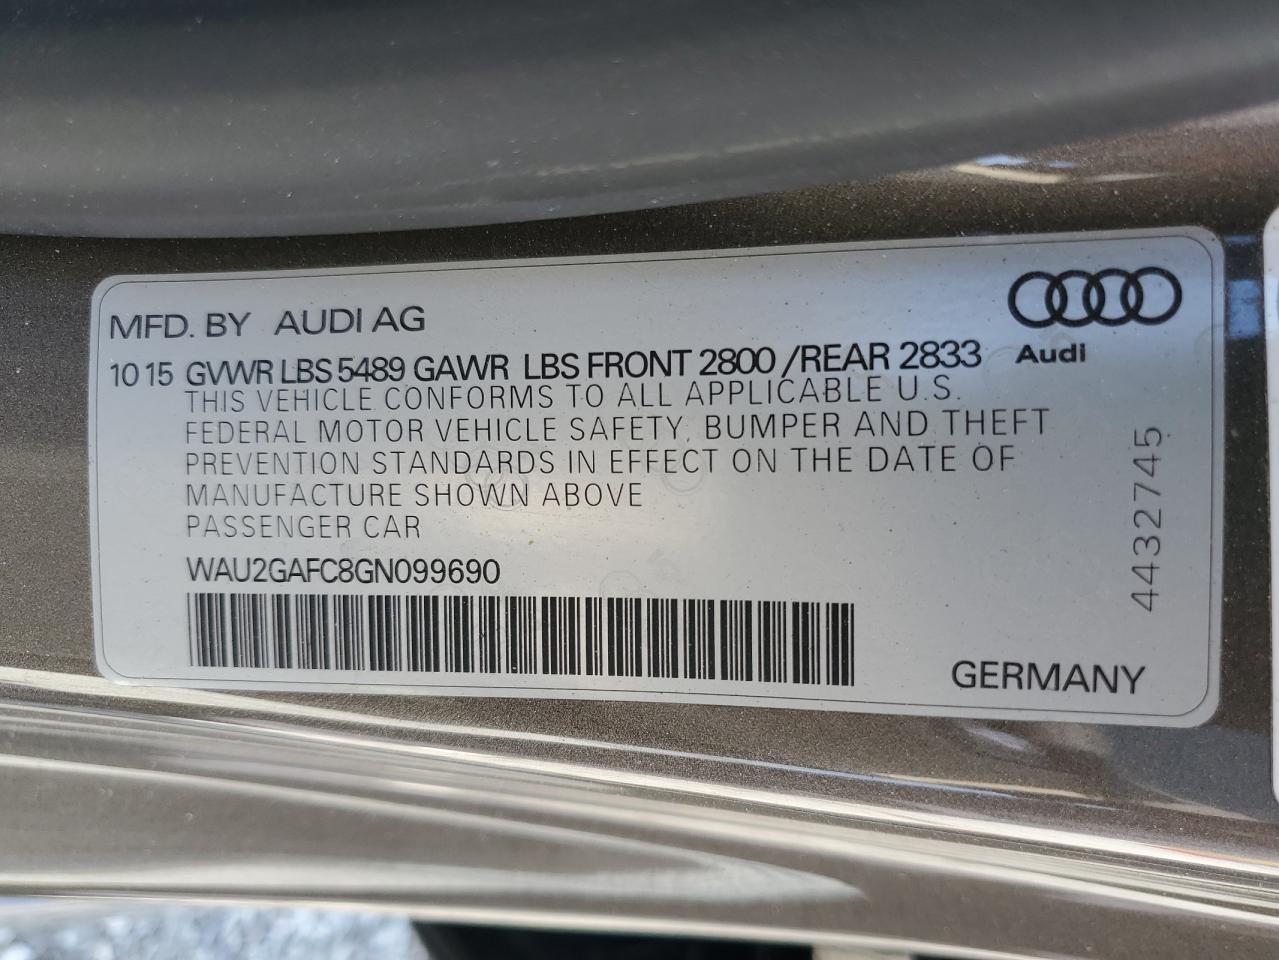 MFD. BY AUDI AG
10 15 GVWR LBS 5489 GAWR LBS FRONT 2800 /REAR 2833
Audi
THIS VEHICLE CONFORMS TO ALL APPLICABLE U.S.
FEDERAL MOTOR VEHICLE SAFETY, BUMPER AND THEFT
PREVENTION STANDARDS IN EFFECT ON THE DATE OF
MANUFACTURE SHOWN ABOVE
PASSENGER CAR
WAU2GAFC8GN099690
4432745
GERMANY